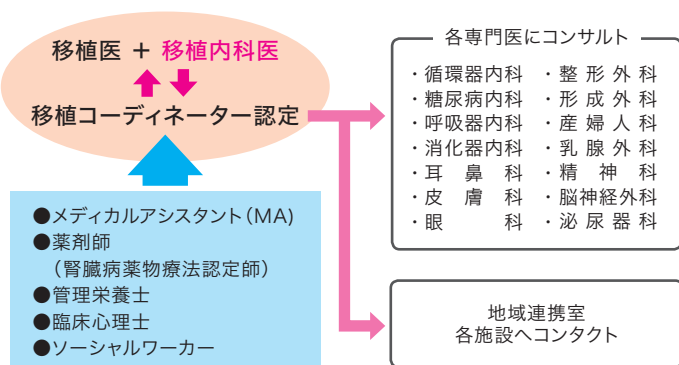 移植医 + 移植内科医
移植コーディネーター認定
●メディカルアシスタント(MA)
●薬剤師
(腎臓病薬物療法認定師)
●管理栄養士
●臨床心理士
●ソーシャルワーカー
各専門医にコンサルト
・循環器内科 ・整形外科
・糖尿病内科 ・形成外科
・呼吸器内科 ・産婦人科
・消化器内科 ・乳腺外科
・耳鼻科 ・精神科
・皮膚科 ・脳神経外科
・眼科 ・泌尿器科
地域連携室
各施設へコンタクト